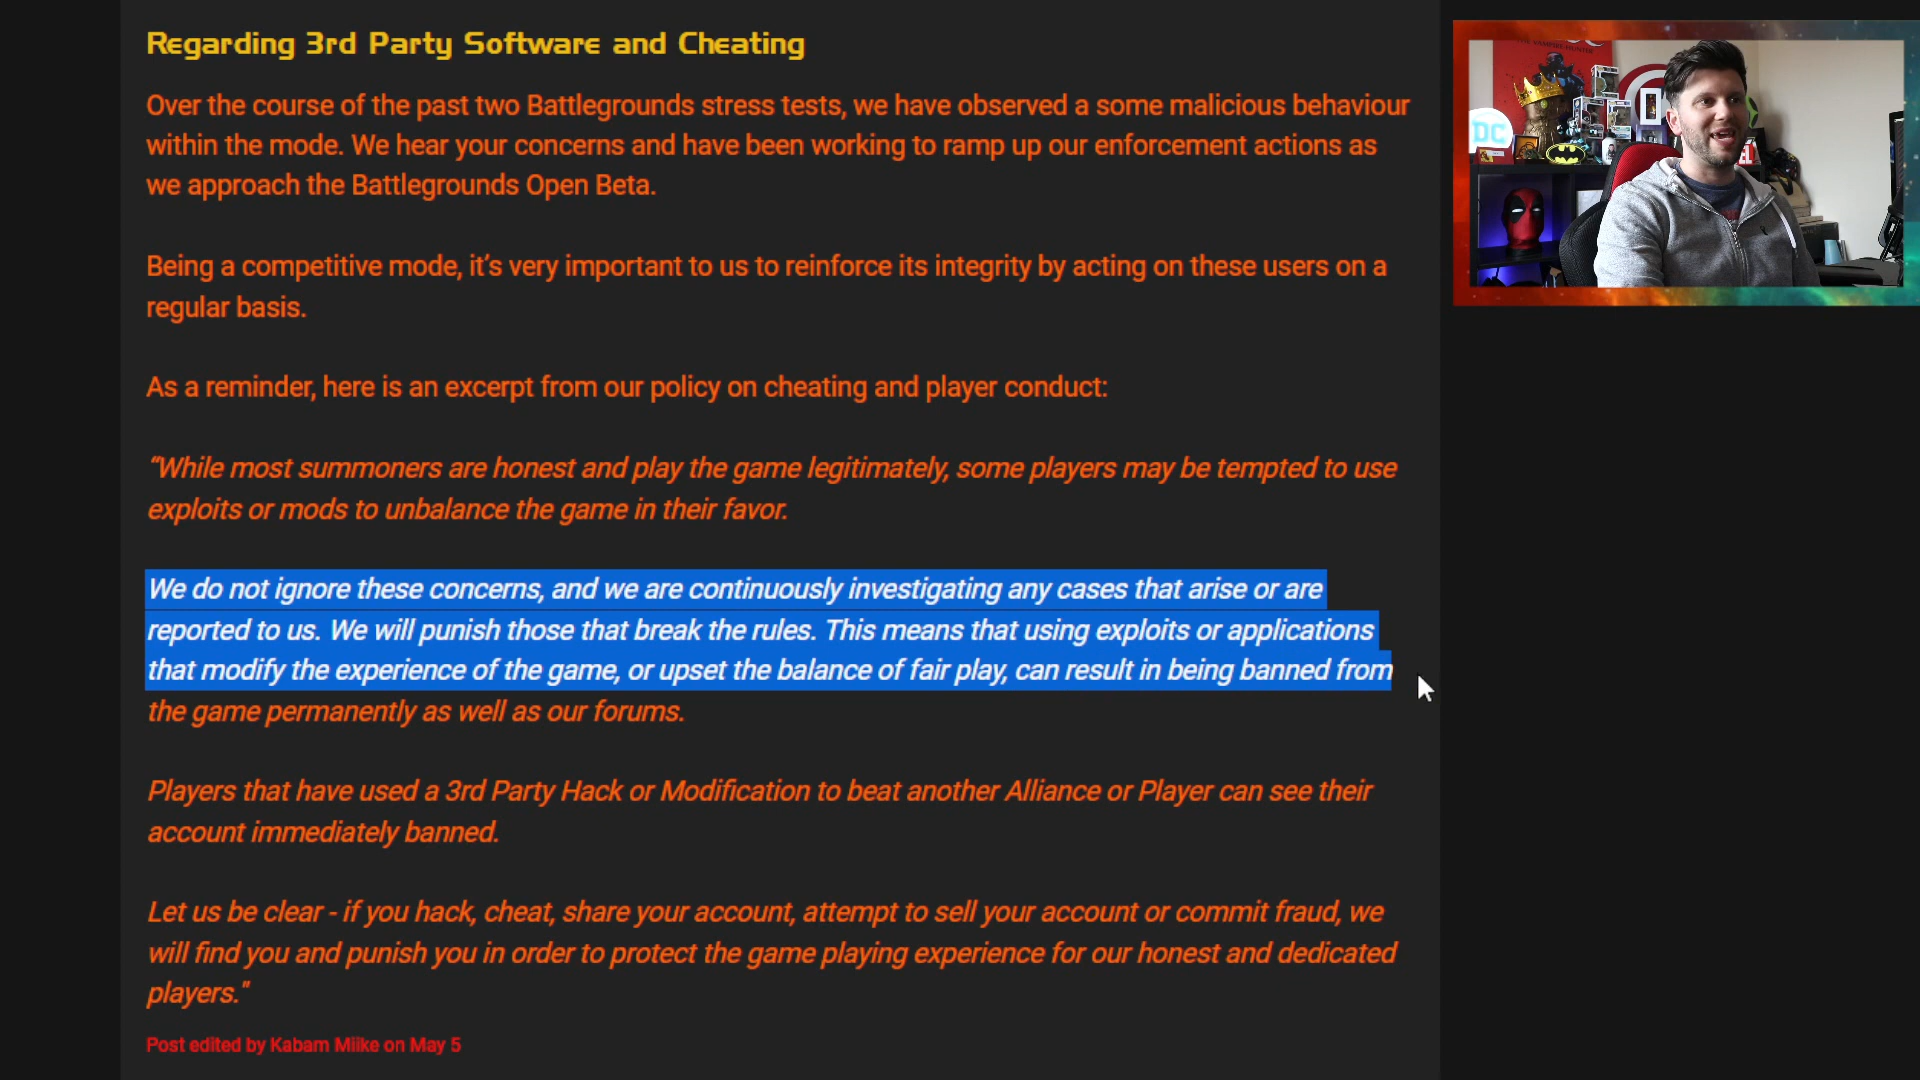 Regarding 3rd Party Software and Cheating
Over the course of the past two Battlegrounds stress tests, we have observed a some malicious behaviour
within the mode. We hear your concerns and have been working to ramp up our enforcement actions as
we approach the Battlegrounds Open Beta.
Being a competitive mode, it's very important to us to reinforce its integrity by acting on these users on a
regular basis.
As a reminder, here is an excerpt from our policy on cheating and player conduct:
“While most summoners are honest and play the game legitimately, some players may be tempted to use
exploits or mods to unbalance the game in their favor.
We do not ignore these concerns, and we are continuously investigating any cases that arise or are
reported to us. We will punish those that break the rules. This means that using exploits or applications
that modify the experience of the game, or upset the balance of fair play, can result in being banned from
the game permanently as well as our forums.
Players that have used a 3rd Party Hack or Modification to beat another Alliance or Player can see their
account immediately banned.
Let us be clear - if you hack, cheat, share your account, attempt to sell your account or commit fraud, we
will find you and punish you in order to protect the game playing experience for our honest and dedicated
players."
Post edited by Kabam Miike on May 5
THE VAMPIRE HUNTER
DC